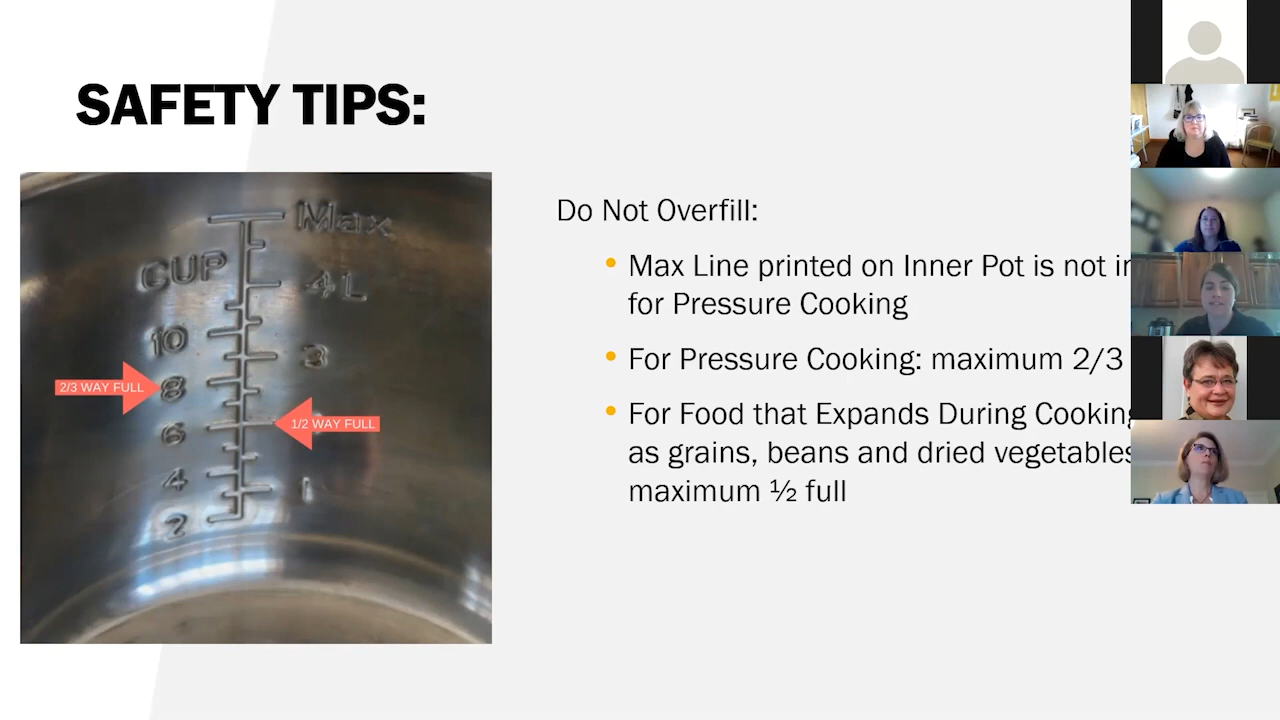 SAFETY TIPS:
Max
CUP
4L
10
3
2/3 WAY FULL
8
1/2 WAY FULL
6
4
1
2
Do Not Overfill:
• Max Line printed on Inner Pot is not
for Pressure Cooking
• For Pressure Cooking: maximum 2/3
• For Food that Expands During Cooking
as grains, beans and dried vegetables
maximum ½ full